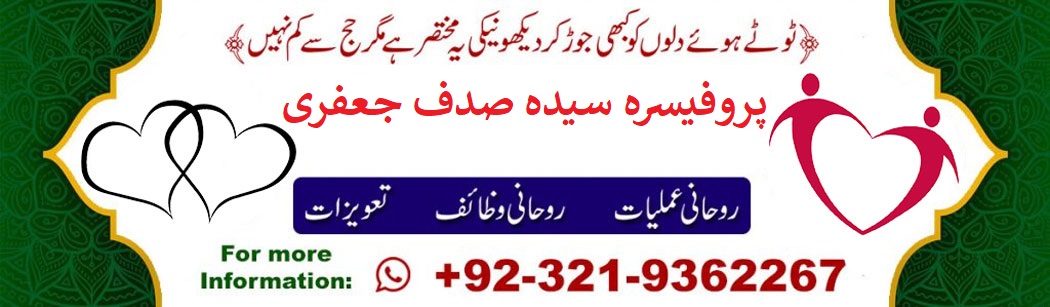 ٹوٹے ہوئے دلوں کو کبھی جوڑ کر دیکھو نیکی یہ مختصر ہے مگر حج سے کم نہیں
پروفیسرہ سیدہ صدف جعفری
روحانی عملیات روحانی وظائف تعویزات
For more
Information: +92-321-9362267